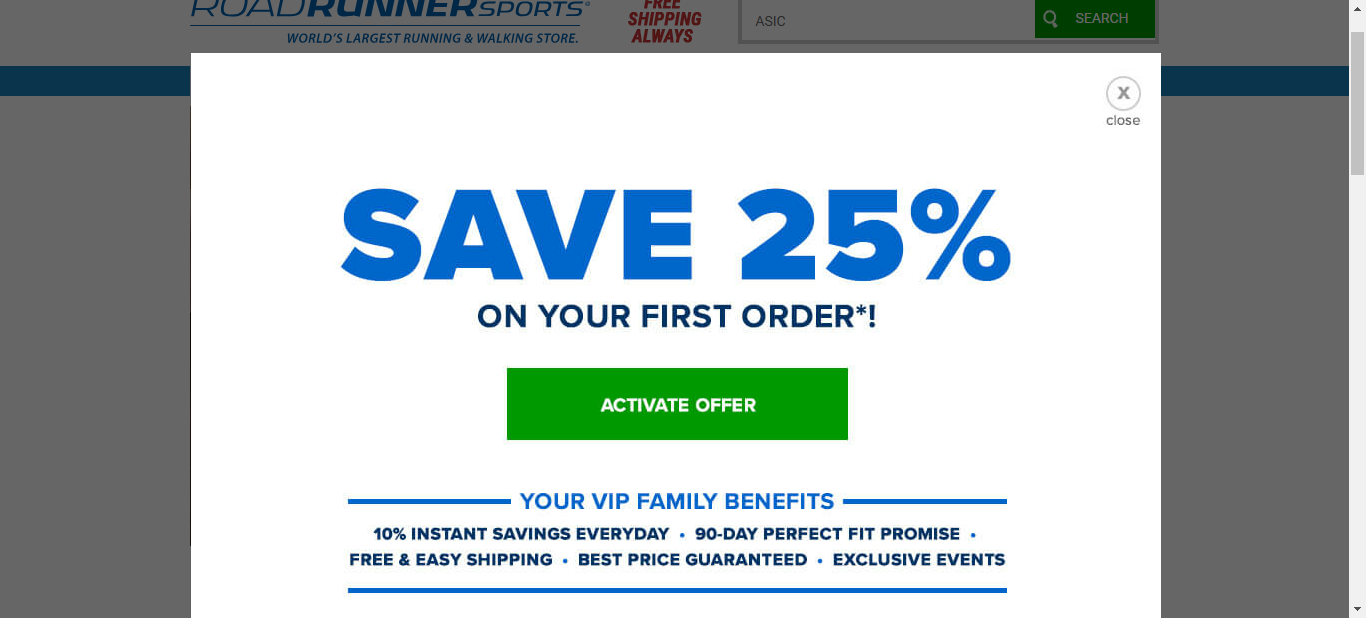 ROADRUNNERSPORTS®
WORLD'S LARGEST RUNNING & WALKING STORE.
FREE
SHIPPING
ALWAYS
ASIC
SEARCH
X
close
SAVE 25%
ON YOUR FIRST ORDER*!
ACTIVATE OFFER
YOUR VIP FAMILY BENEFITS
10% INSTANT SAVINGS EVERYDAY • 90-DAY PERFECT FIT PROMISE •
FREE & EASY SHIPPING • BEST PRICE GUARANTEED • EXCLUSIVE EVENTS